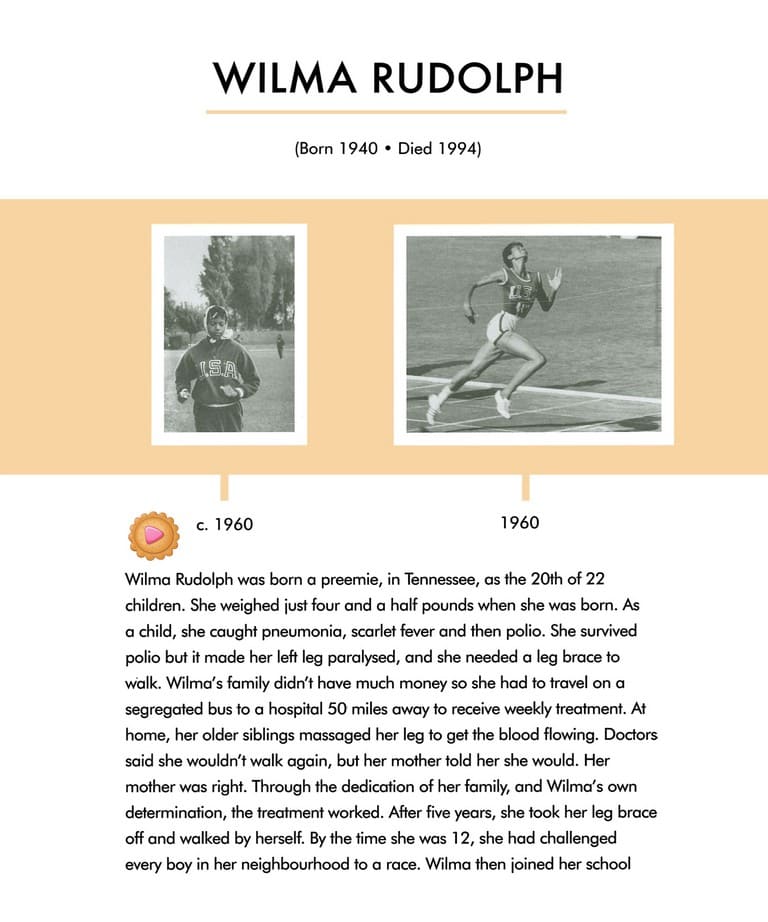 WILMA RUDOLPH
(Born 1940 • Died 1994)
U.S.A.
U.S.
c. 1960
1960
Wilma Rudolph was born a preemie, in Tennessee, as the 20th of 22
children. She weighed just four and a half pounds when she was born. As
a child, she caught pneumonia, scarlet fever and then polio. She survived
polio but it made her left leg paralysed, and she needed a leg brace to
walk. Wilma’s family didn’t have much money so she had to travel on a
segregated bus to a hospital 50 miles away to receive weekly treatment. At
home, her older siblings massaged her leg to get the blood flowing. Doctors
said she wouldn’t walk again, but her mother told her she would. Her
mother was right. Through the dedication of her family, and Wilma’s own
determination, the treatment worked. After five years, she took her leg brace
off and walked by herself. By the time she was 12, she had challenged
every boy in her neighbourhood to a race. Wilma then joined her school